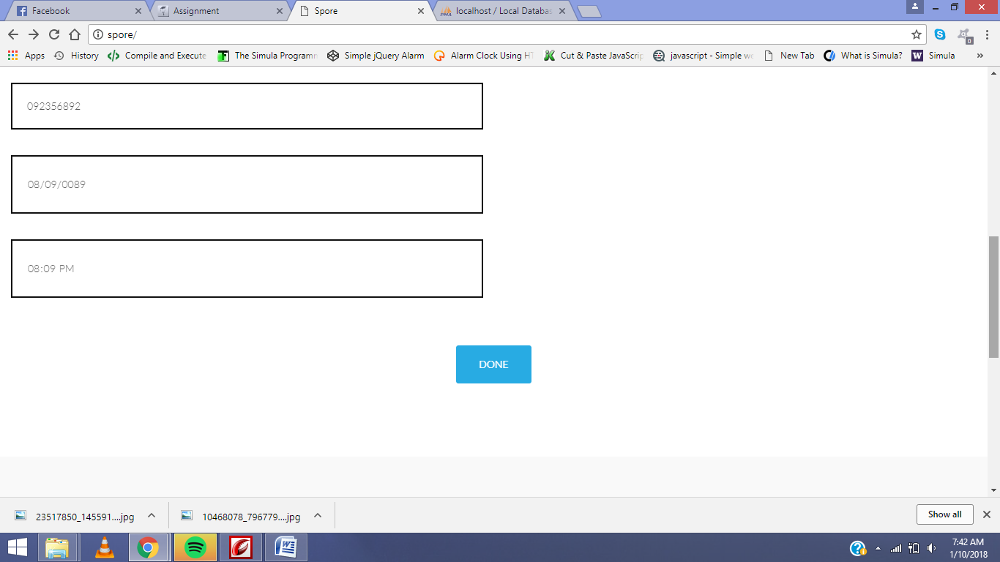 Facebook
Assignment
Spore
PMA
localhost / Local Databas
spore/
0
Apps
History
Compile and Execute
The Simula Programm
Simple jQuery Alarm
Alarm Clock Using HT
Cut & Paste JavaScrip
javascript - Simple we
New Tab
What is Simula?
W
Simula
»
092356892
08/09/0089
08:09 PM
DONE
23517850_145591....jpg
10468078_796779....jpg
Show all
7:42 AM
1/10/2018